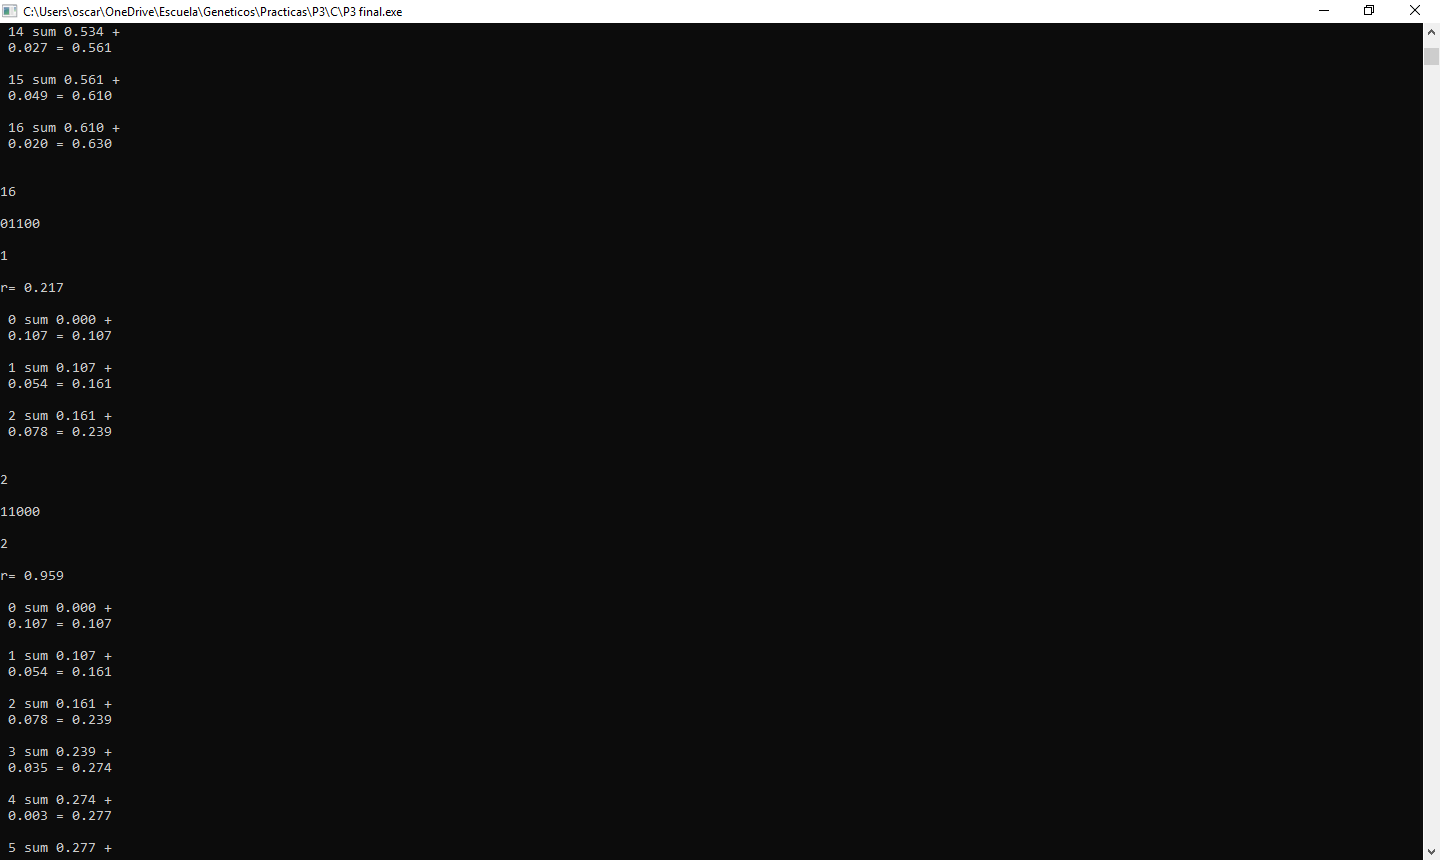 C:\Users\oscar\OneDrive\Escuela\Geneticos\Practicas\P3\C\P3 final.exe
14 sum 0.534 +
0.027 = 0.561
15 sum 0.561 +
0.049 = 0.610
16 sum 0.610 +
0.020 = 0.630
16
01100
1
r= 0.217
0 sum 0.000 +
0.107 = 0.107
1 sum 0.107 +
0.054 = 0.161
2 sum 0.161 +
0.078 = 0.239
2
11000
2
r= 0.959
0 sum 0.000 +
0.107 = 0.107
1 sum 0.107 +
0.054 = 0.161
2 sum 0.161 +
0.078 = 0.239
3 sum 0.239 +
0.035 = 0.274
4 sum 0.274 +
0.003 = 0.277
5 sum 0.277 +